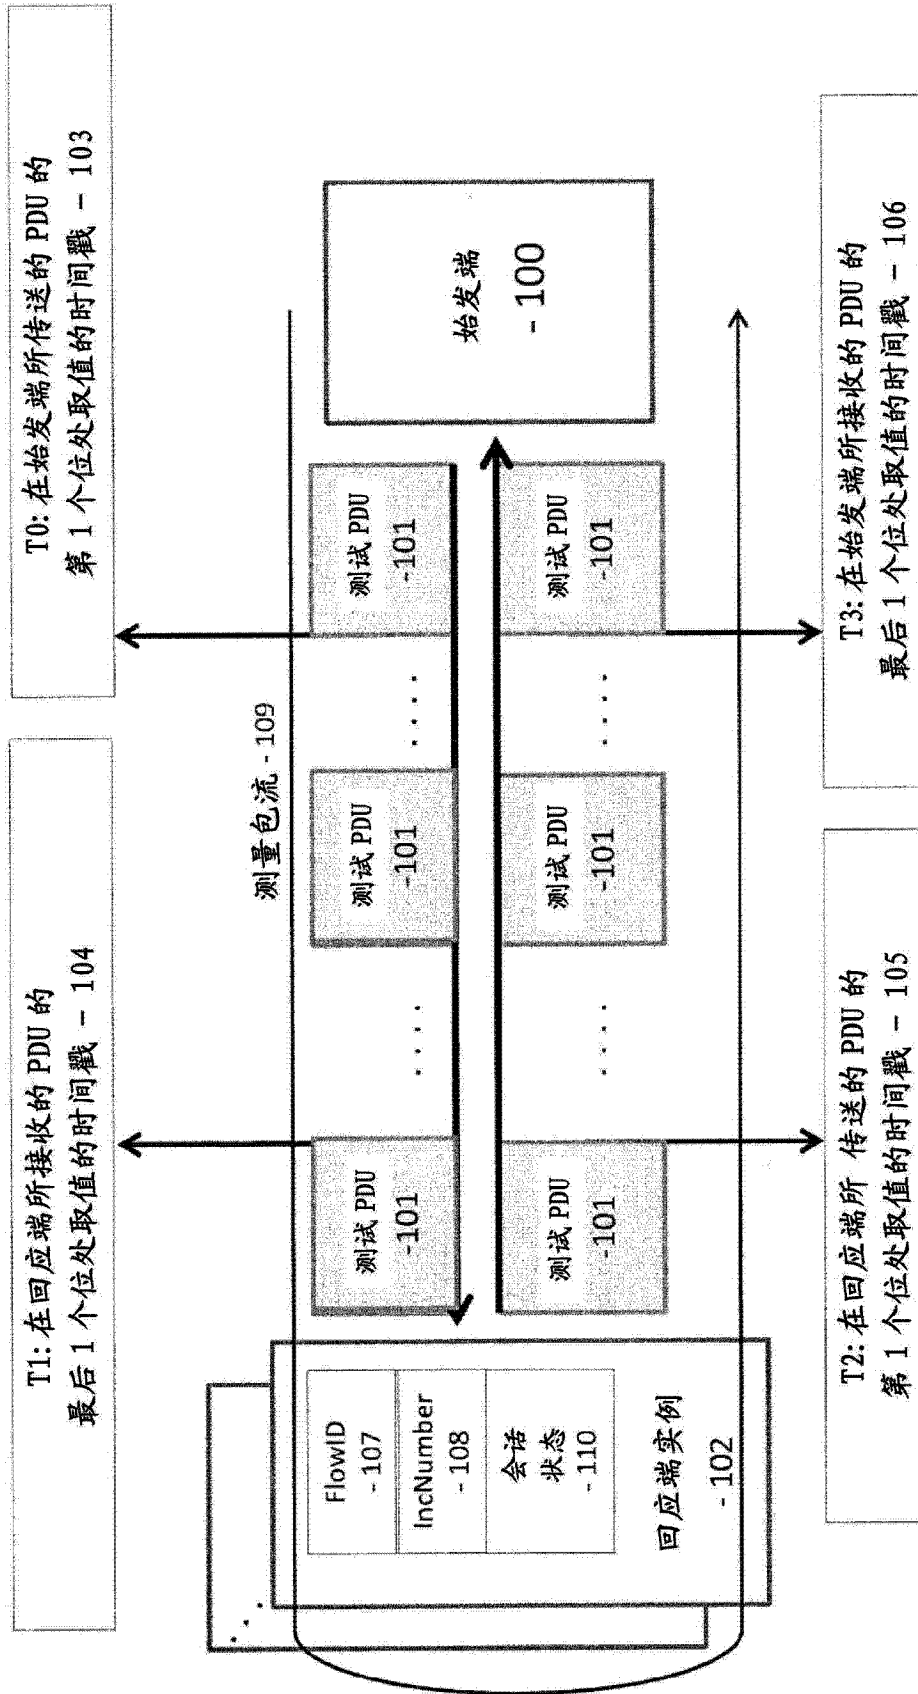 T1: 在回应端所接收的 PDU 的
最后 1 个位处取值的时间戳 – 104
T0: 在始发端所传送的 PDU 的
第 1 个位处取值的时间戳 – 103
测量包流 - 109
FlowID
- 107
IncNumber
- 108
会话
状态
- 110
回应端实例
- 102
测试 PDU
-101
测试 PDU
-101
测试 PDU
-101
测试 PDU
-101
测试 PDU
-101
测试 PDU
-101
始发端
- 100
T2: 在回应端所 传送的 PDU 的
第 1 个位处取值的时间戳 – 105
T3: 在始发端所接收的 PDU 的
最后 1 个位处取值的时间戳 – 106